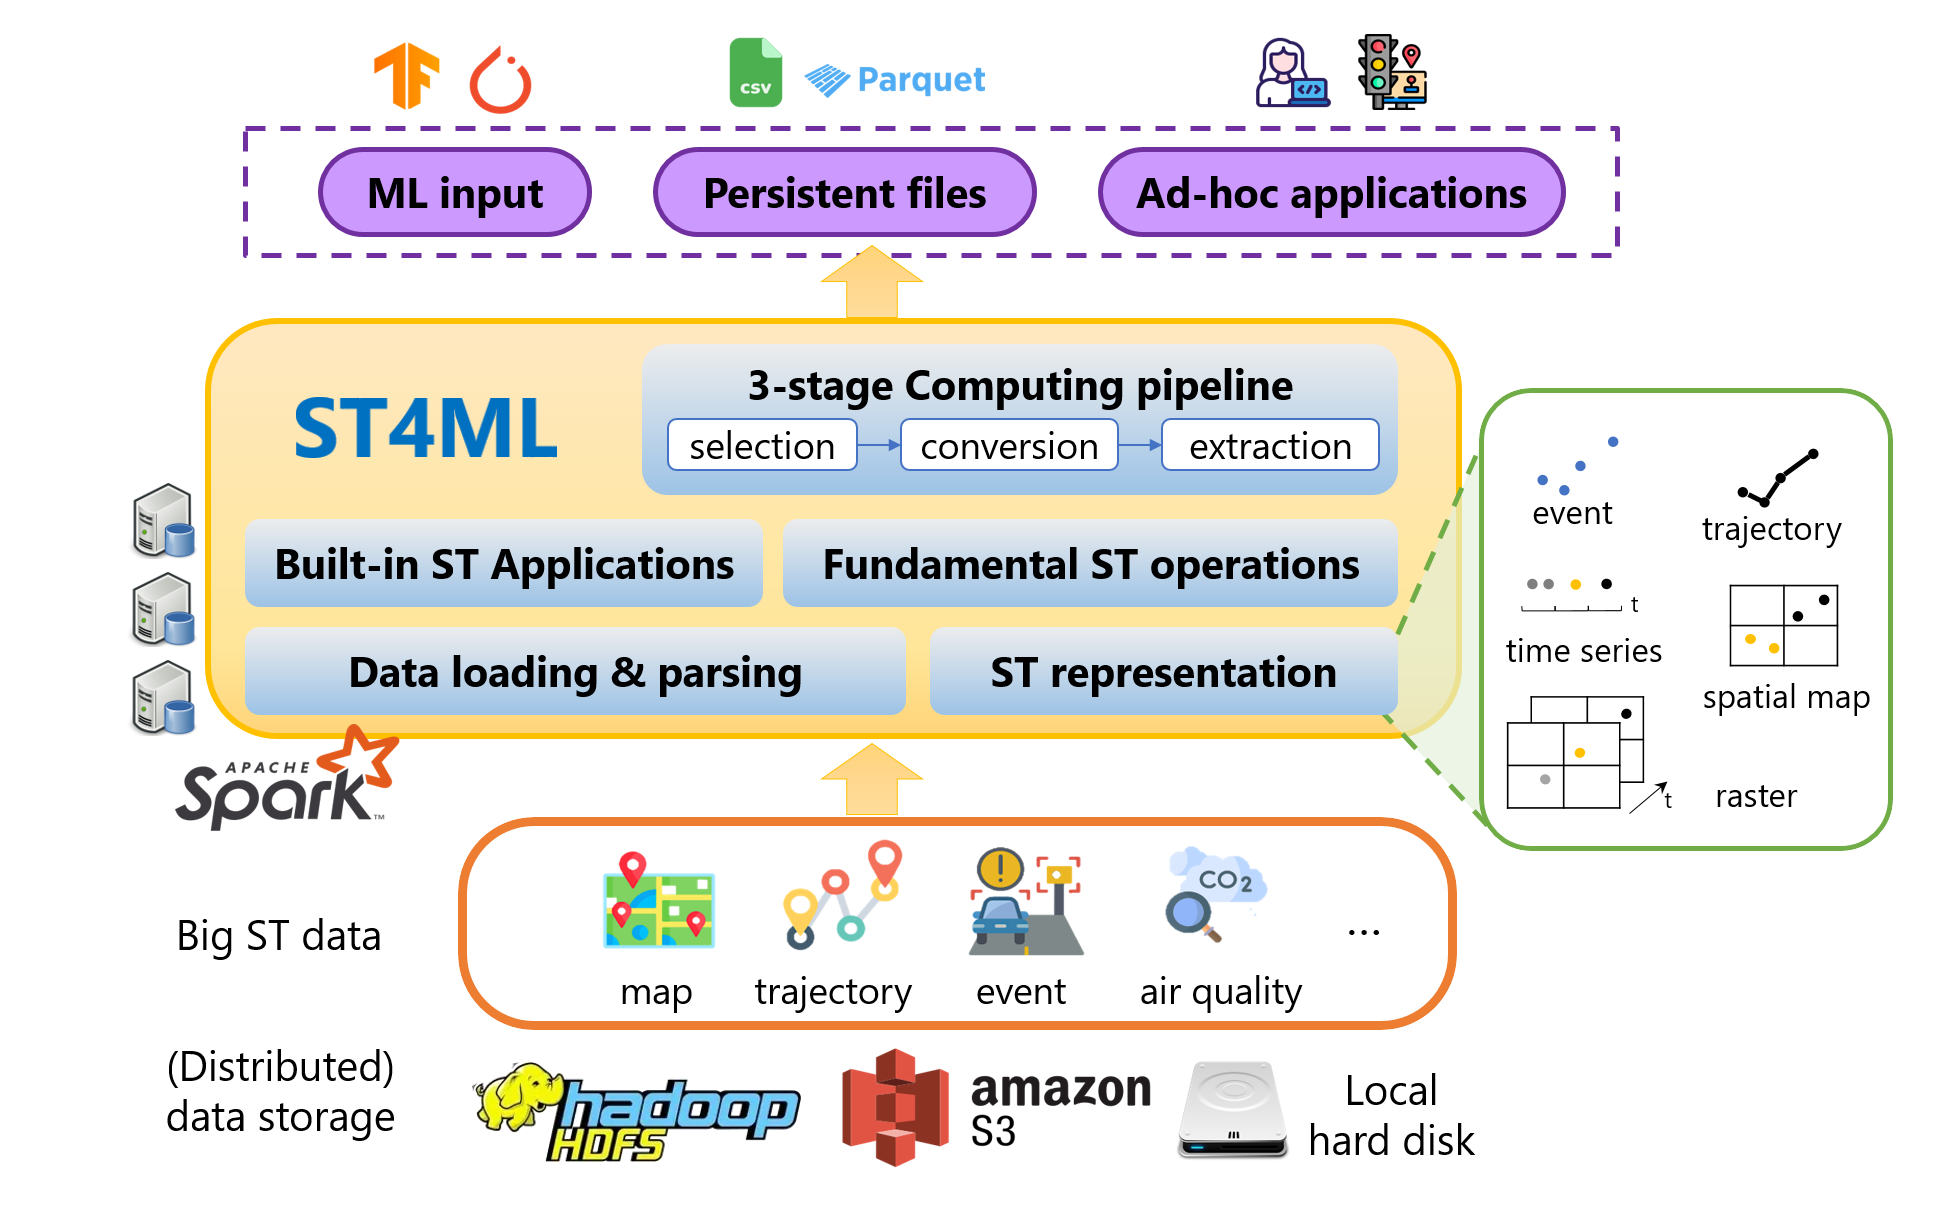 CSV
Parquet
ML input
Persistent files
Ad-hoc applications
ST4ML
3-stage Computing pipeline
selection
conversion
extraction
Built-in ST Applications
Fundamental ST operations
Data loading & parsing
ST representation
event
trajectory
t
time series
spatial map
t
raster
APACHE
Spark™
Big ST data
CO2
map
trajectory
event
air quality
...
(Distributed)
data storage
hadoop
HDFS
amazon
S3
Local
hard disk